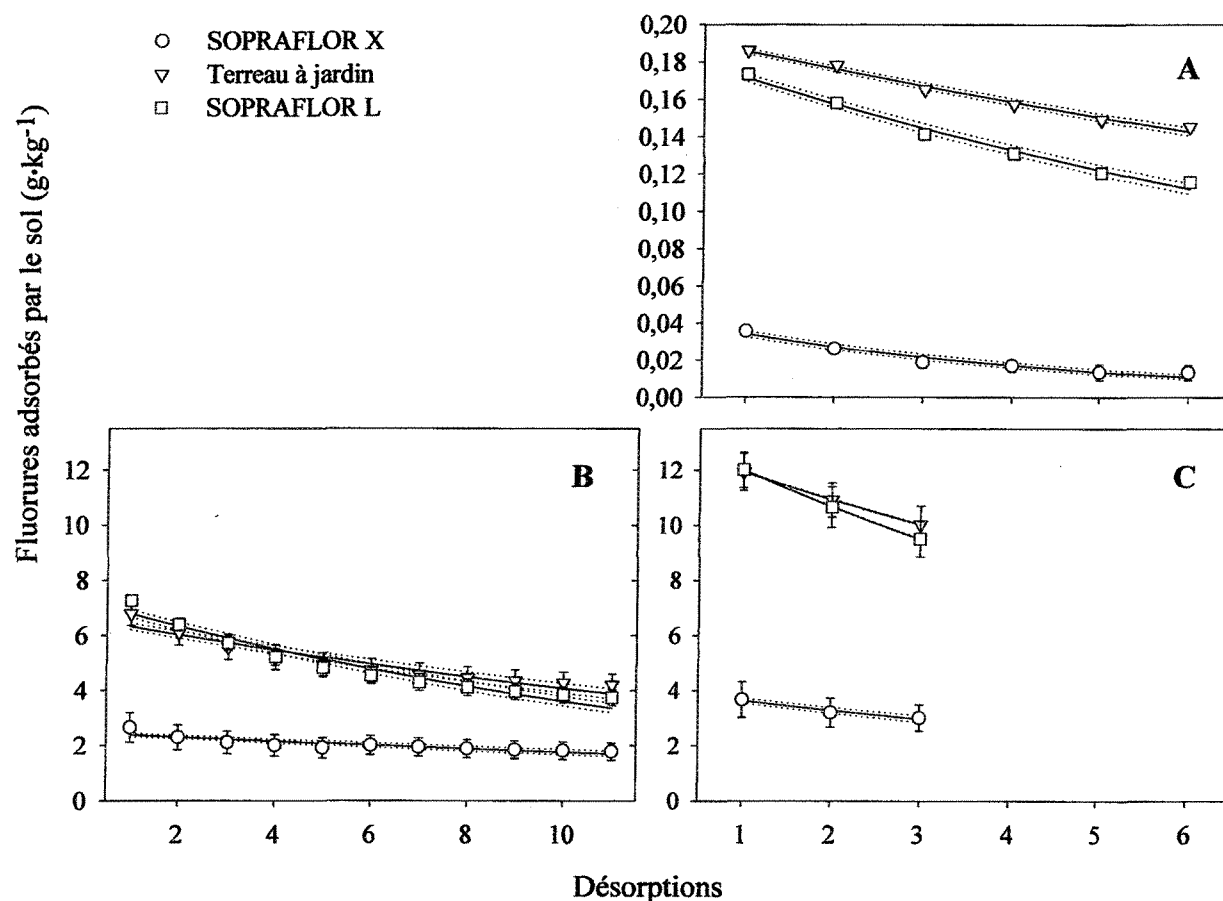 SOPRAFLOR X
Terreau à jardin
SOPRAFLOR L
Fluorures adsorbés par le sol (g·kg⁻¹)
A
0,20
0,18
0,16
0,14
0,12
0,10
0,08
0,06
0,04
0,02
0,00
B
12
10
8
6
4
2
0
2 4 6 8 10
C
12
10
8
6
4
2
0
1 2 3 4 5 6
Désorptions